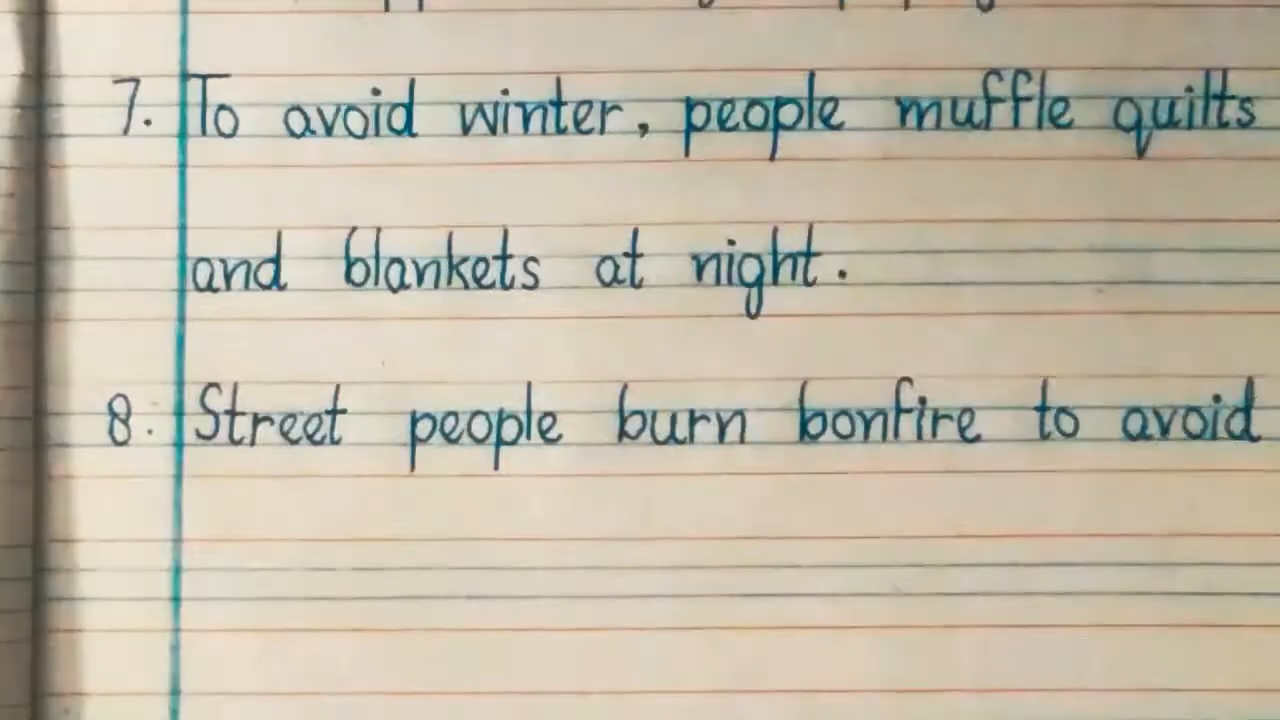 7. To avoid winter, people muffle quilts
and blankets at night.
8. Street people burn bonfire to avoid